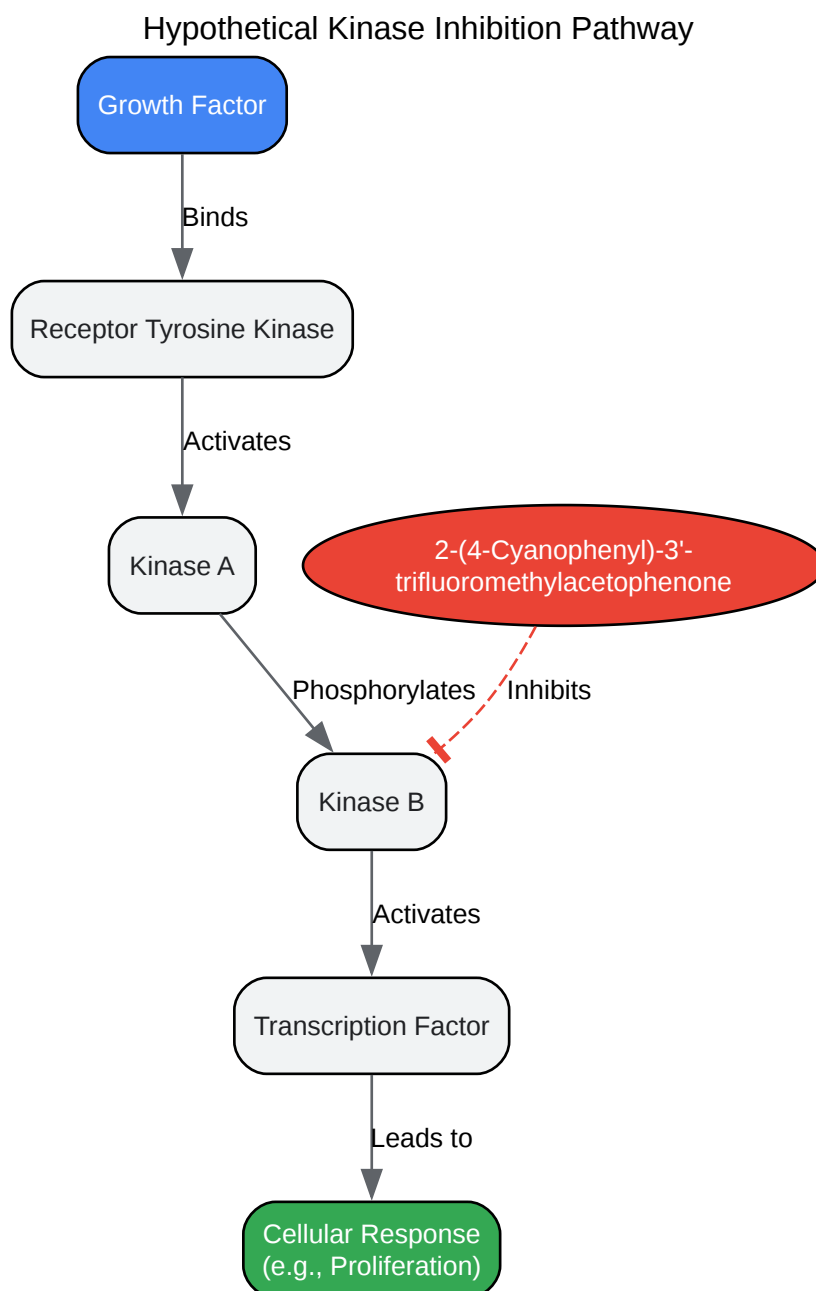 Hypothetical Kinase Inhibition Pathway
Growth Factor
Binds
Receptor Tyrosine Kinase
Activates
Kinase A
2-(4-Cyanophenyl)-3'-
trifluoromethylacetophenone
Phosphorylates
Inhibits
Kinase B
Activates
Transcription Factor
Leads to
Cellular Response
(e.g., Proliferation)